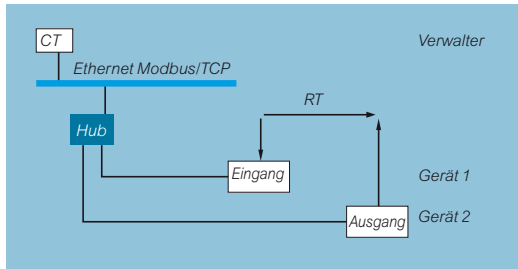 CT
Verwalter
Ethernet Modbus/TCP
RT
Hub
Eingang
Gerät 1
Ausgang
Gerät 2